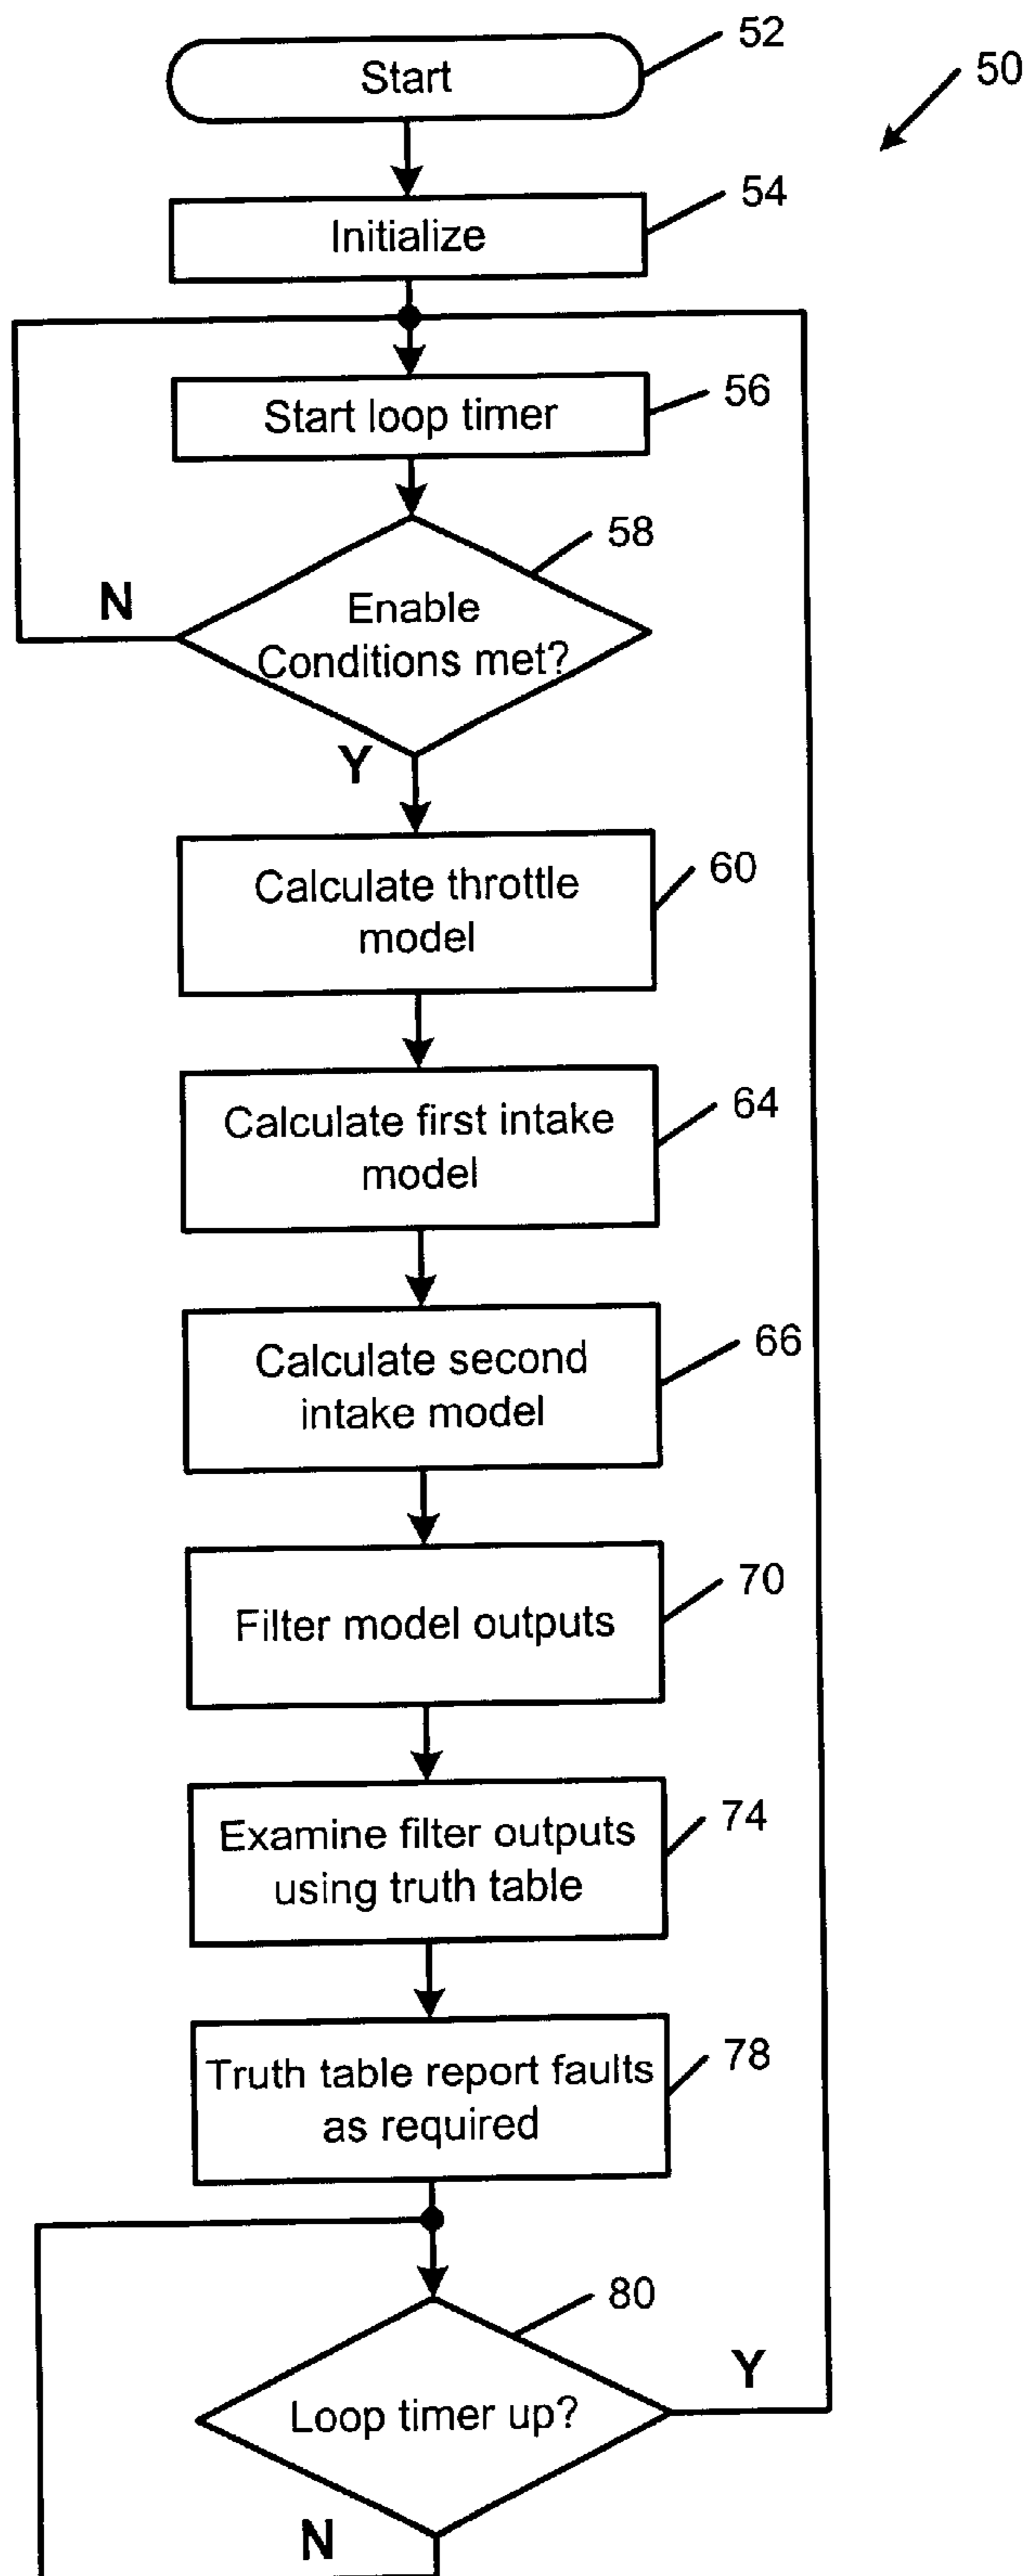 Start
52
50
Initialize
54
Start loop timer
56
Enable
Conditions met?
58
N
Y
Calculate throttle
model
60
Calculate first intake
model
64
Calculate second
intake model
66
Filter model outputs
70
Examine filter outputs
using truth table
74
Truth table report faults
as required
78
Loop timer up?
80
Y
N